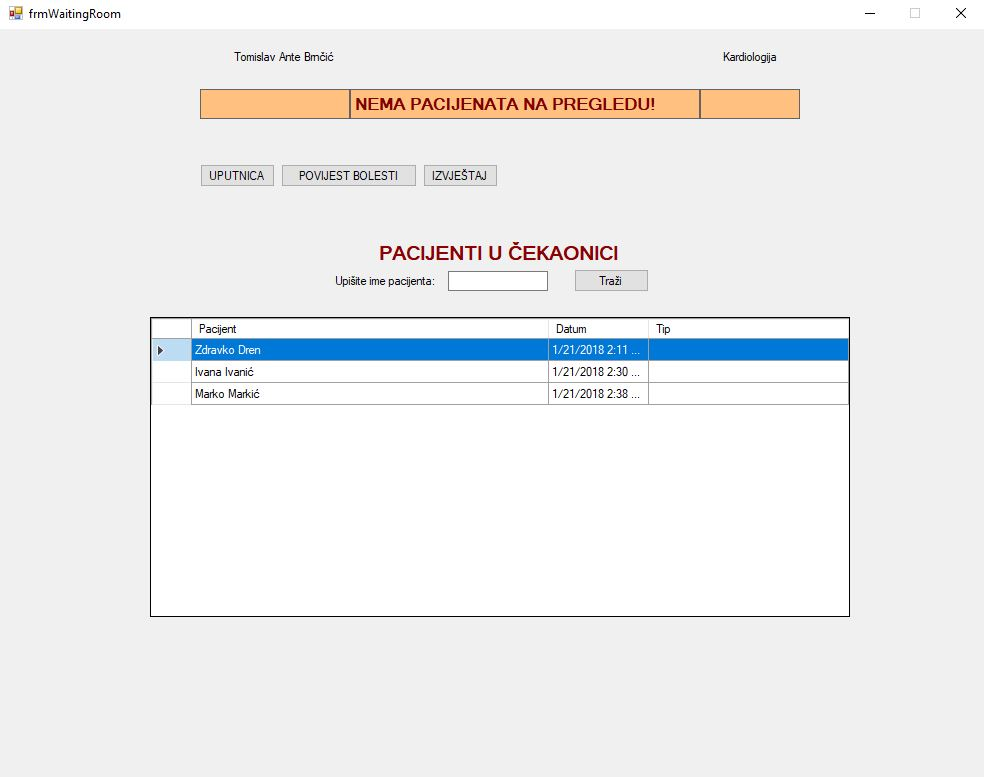 frmWaitingRoom
Tomislav Ante Brnčić Kardiologija
NEMA PACIJENATA NA PREGLEDU!
UPUTNICA POVIJEST BOLESTI IZVJEŠTAJ
PACIJENTI U ČEKAONICI
Upišite ime pacijenta: Traži
Pacijent Datum Tip
Zdravko Dren 1/21/2018 2:11 ...
Ivana Ivanić 1/21/2018 2:30 ...
Marko Markić 1/21/2018 2:38 ...